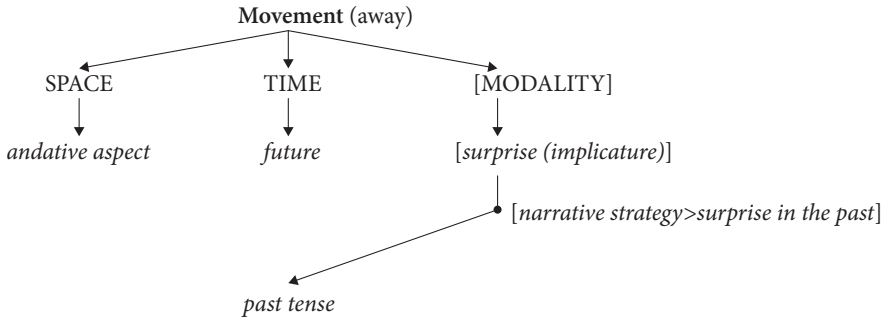 Movement (away)
SPACE TIME [MODALITY]
andative aspect future [surprise (implicature)]
[narrative strategy>surprise in the past]
past tense